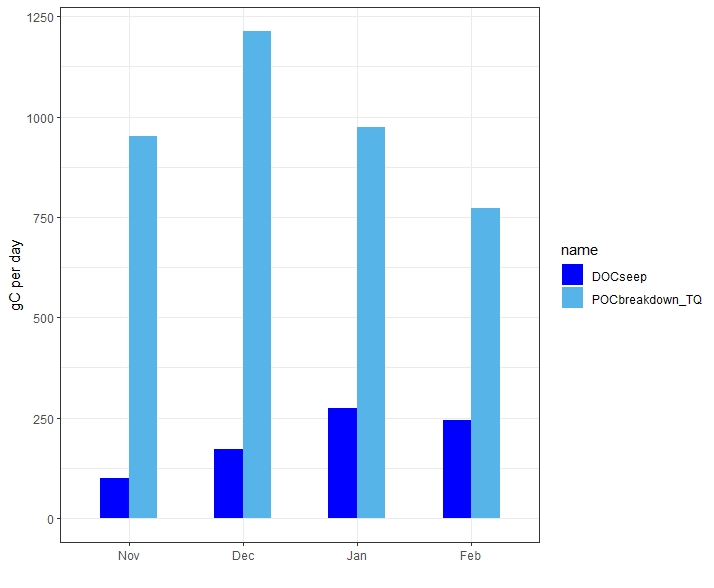 1250
1000
750
500
250
0
gC per day
Nov Dec Jan Feb
name
DOCseep
POCbreakdown_TQ